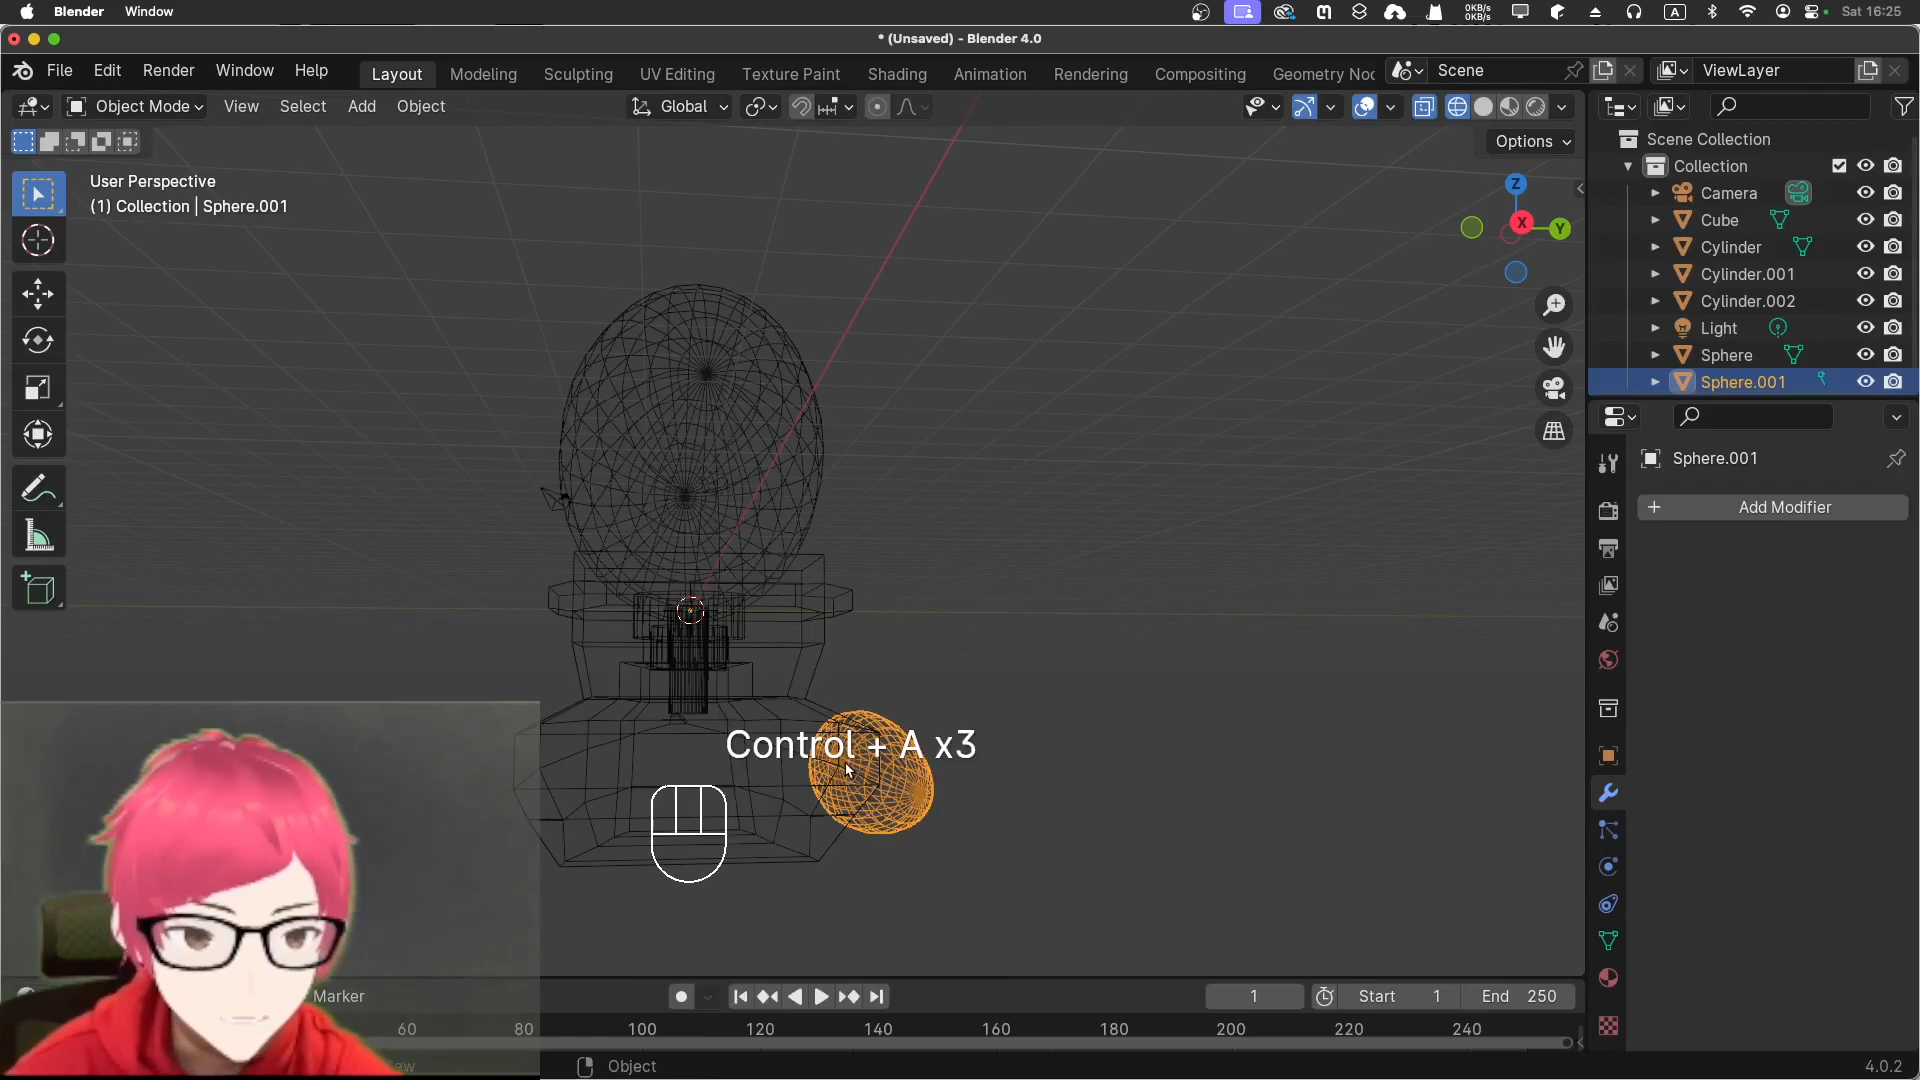 Blender Window
0KB/s
0KB/s
A
Sat 16:25
* (Unsaved) - Blender 4.0
File Edit Render Window Help
Layout Modeling Sculpting UV Editing Texture Paint Shading Animation Rendering Compositing Geometry Noc
Scene
ViewLayer
Object Mode View Select Add Object
Global
Options
User Perspective
(1) Collection | Sphere.001
Z
X
Y
Scene Collection
Collection
Camera
Cube
Cylinder
Cylinder.001
Cylinder.002
Light
Sphere
Sphere.001
Sphere.001
+ Add Modifier
Control + A x3
Marker
1
Start 1
End 250
60 80 100 120 140 160 180 200 220 240
Object
4.0.2